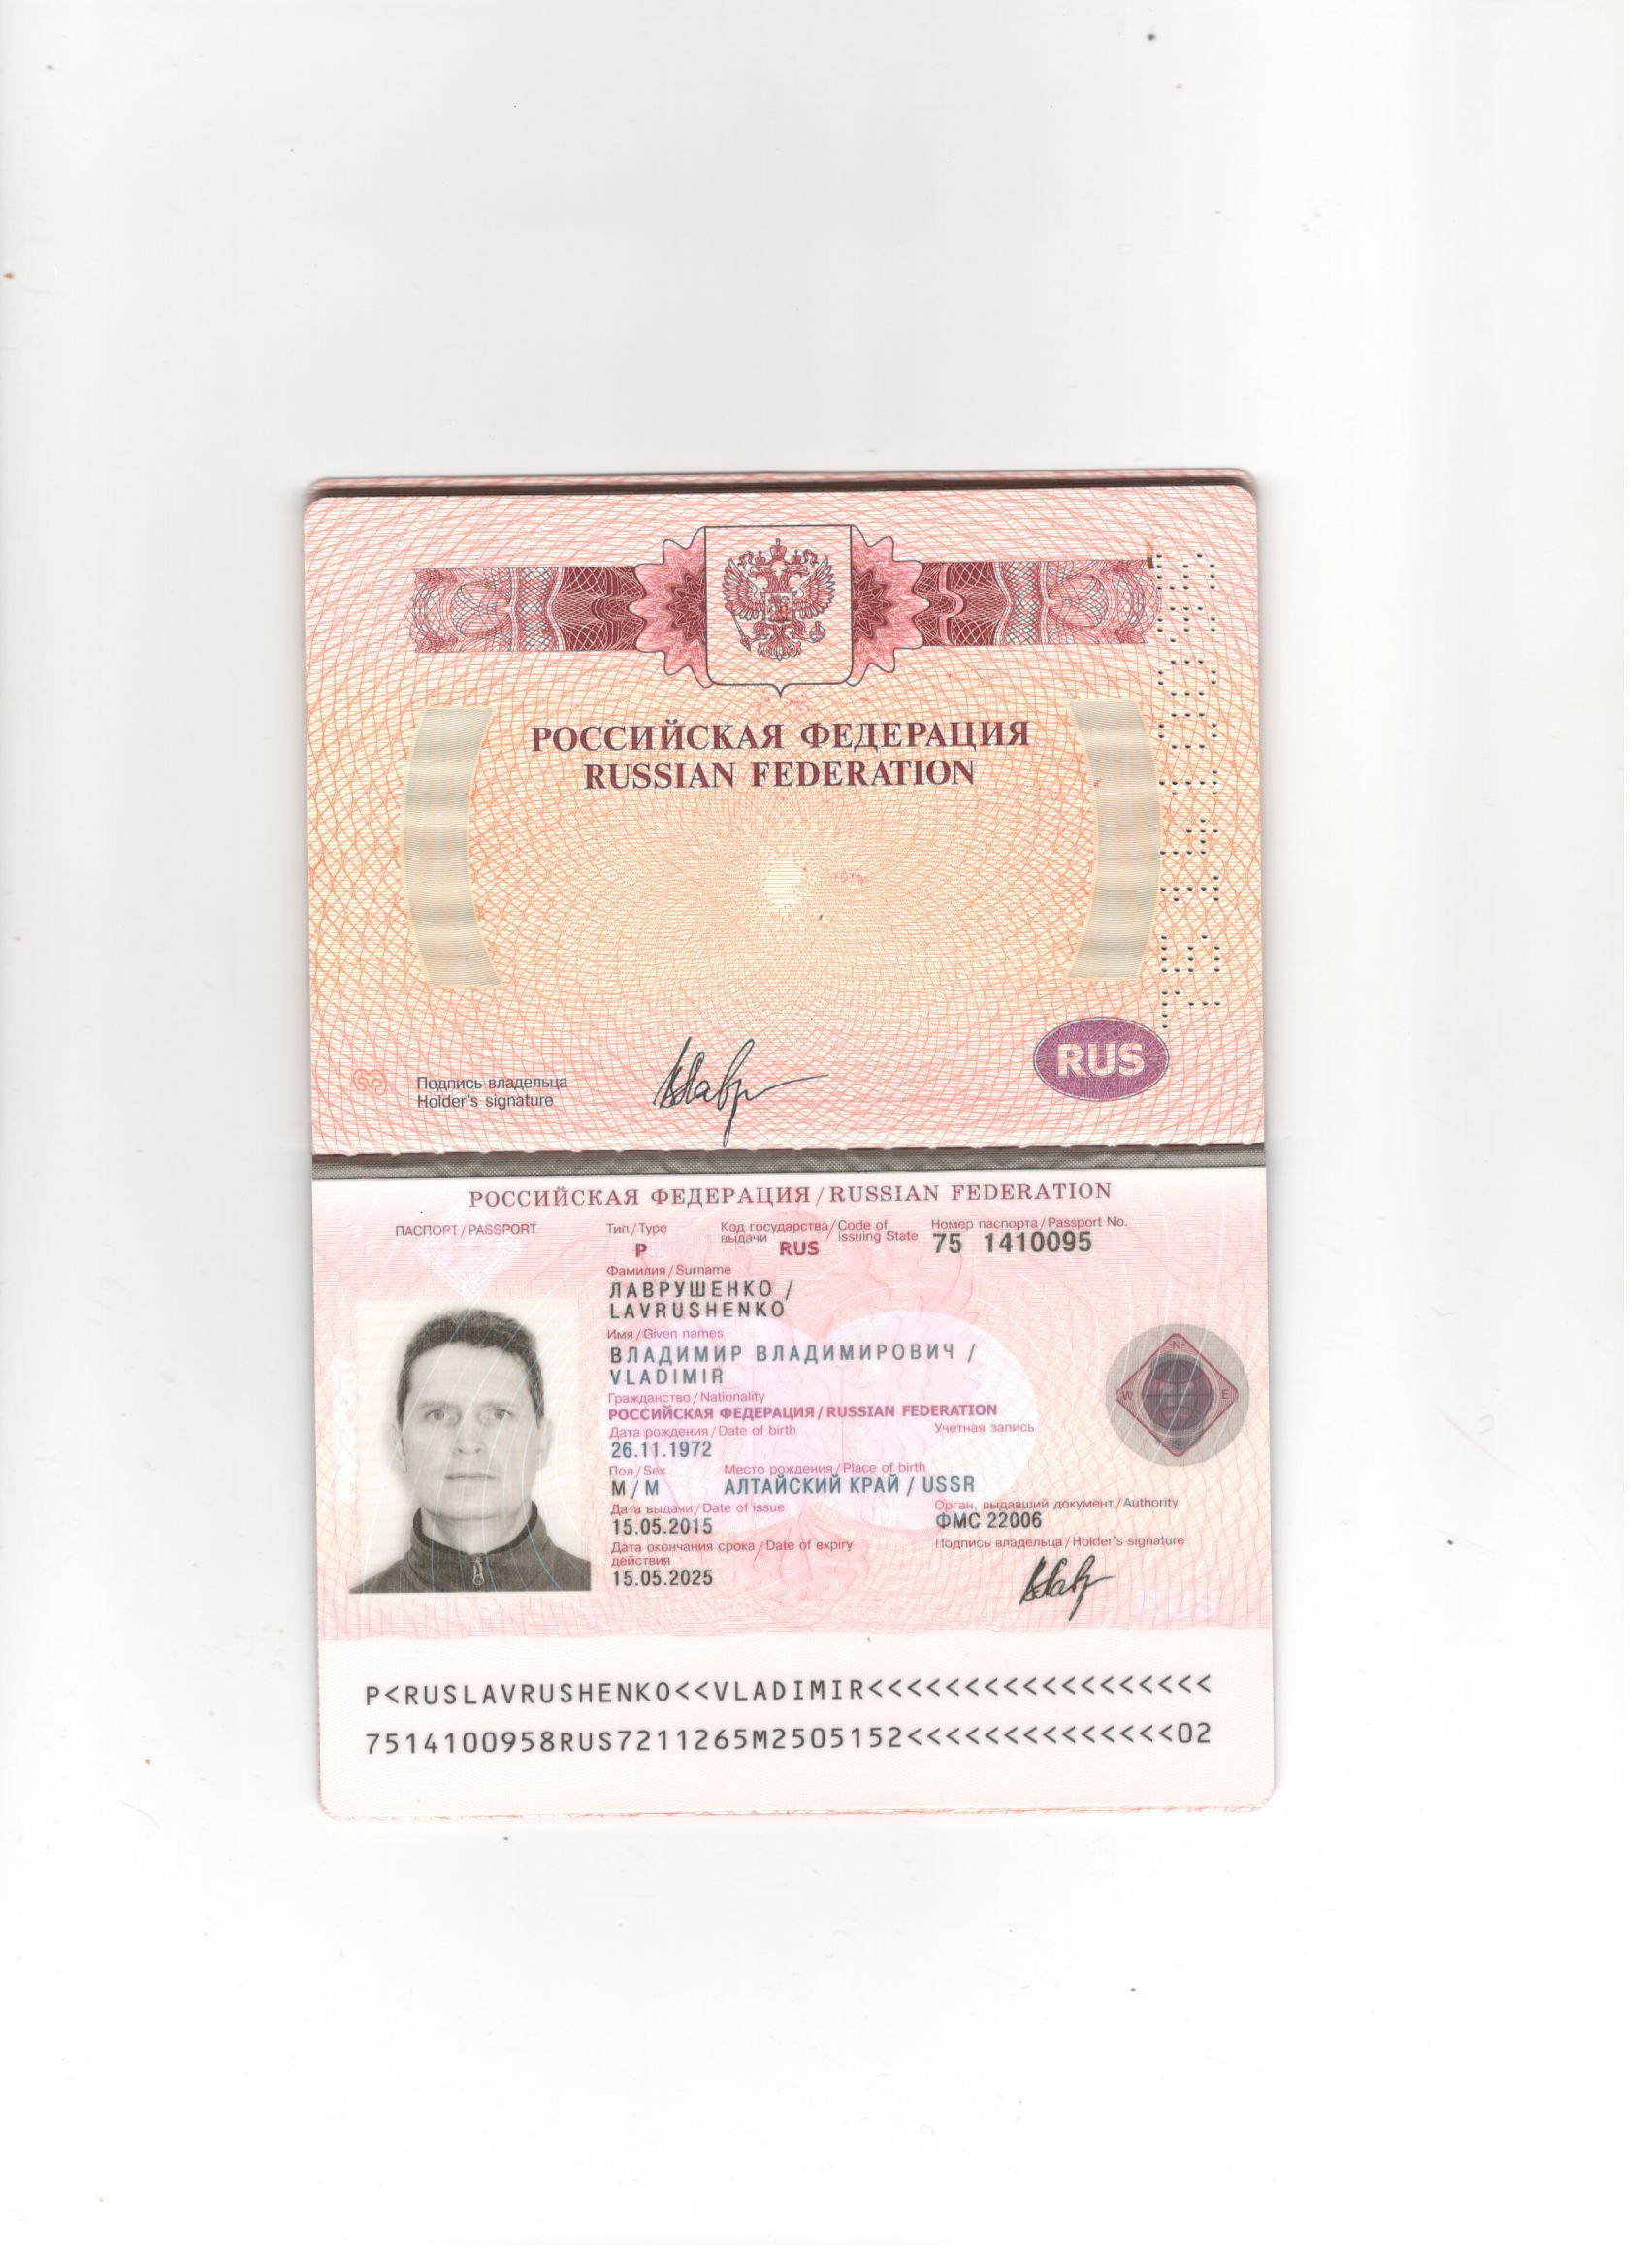 РОССИЙСКАЯ ФЕДЕРАЦИЯ
RUSSIAN FEDERATION
RUS
Подпись владельца
Holder's signature
75 1410095
РОССИЙСКАЯ ФЕДЕРАЦИЯ / RUSSIAN FEDERATION
ПАСПОРТ / PASSPORT
Тип / Type
Код государства / Code of
выдачи issuing State
Номер паспорта / Passport No.
P RUS 75 1410095
Фамилия / Surname
ЛАВРУШЕНКО /
LAVRUSHENKO
Имя / Given names
ВЛАДИМИР ВЛАДИМИРОВИЧ /
VLADIMIR
Гражданство / Nationality
РОССИЙСКАЯ ФЕДЕРАЦИЯ / RUSSIAN FEDERATION
Дата рождения / Date of birth Учетная запись
26.11.1972
Пол / Sex Место рождения / Place of birth
М / M АЛТАЙСКИЙ КРАЙ / USSR
Дата выдачи / Date of issue Орган, выдавший документ / Authority
15.05.2015 ФМС 22006
Дата окончания срока / Date of expiry Подпись владельца / Holder's signature
действия
15.05.2025
N
W E
S
RUS
P<RUSLAVRUSHENKO<<VLADIMIR<<<<<<<<<<<<<<<<<<
7514100958RUS7211265M2505152<<<<<<<<<<<<<<02